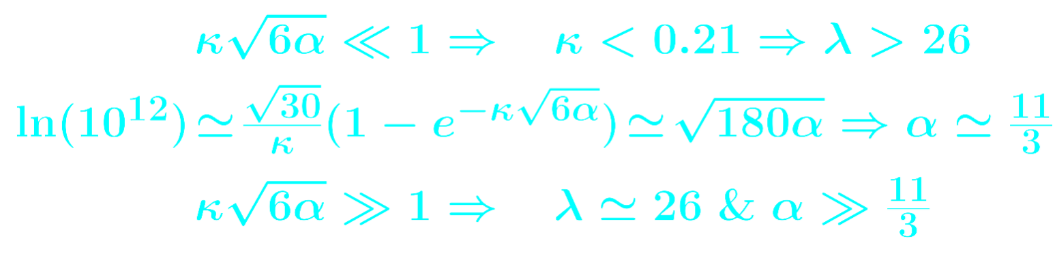 κ√(6α) ≪ 1 ⇒ κ < 0.21 ⇒ λ > 26
ln(10¹²) ≃ √30/κ (1 − e^{−κ√(6α)}) ≃ √(180α) ⇒ α ≃ 11/3
κ√(6α) ≫ 1 ⇒ λ ≃ 26 & α ≫ 11/3